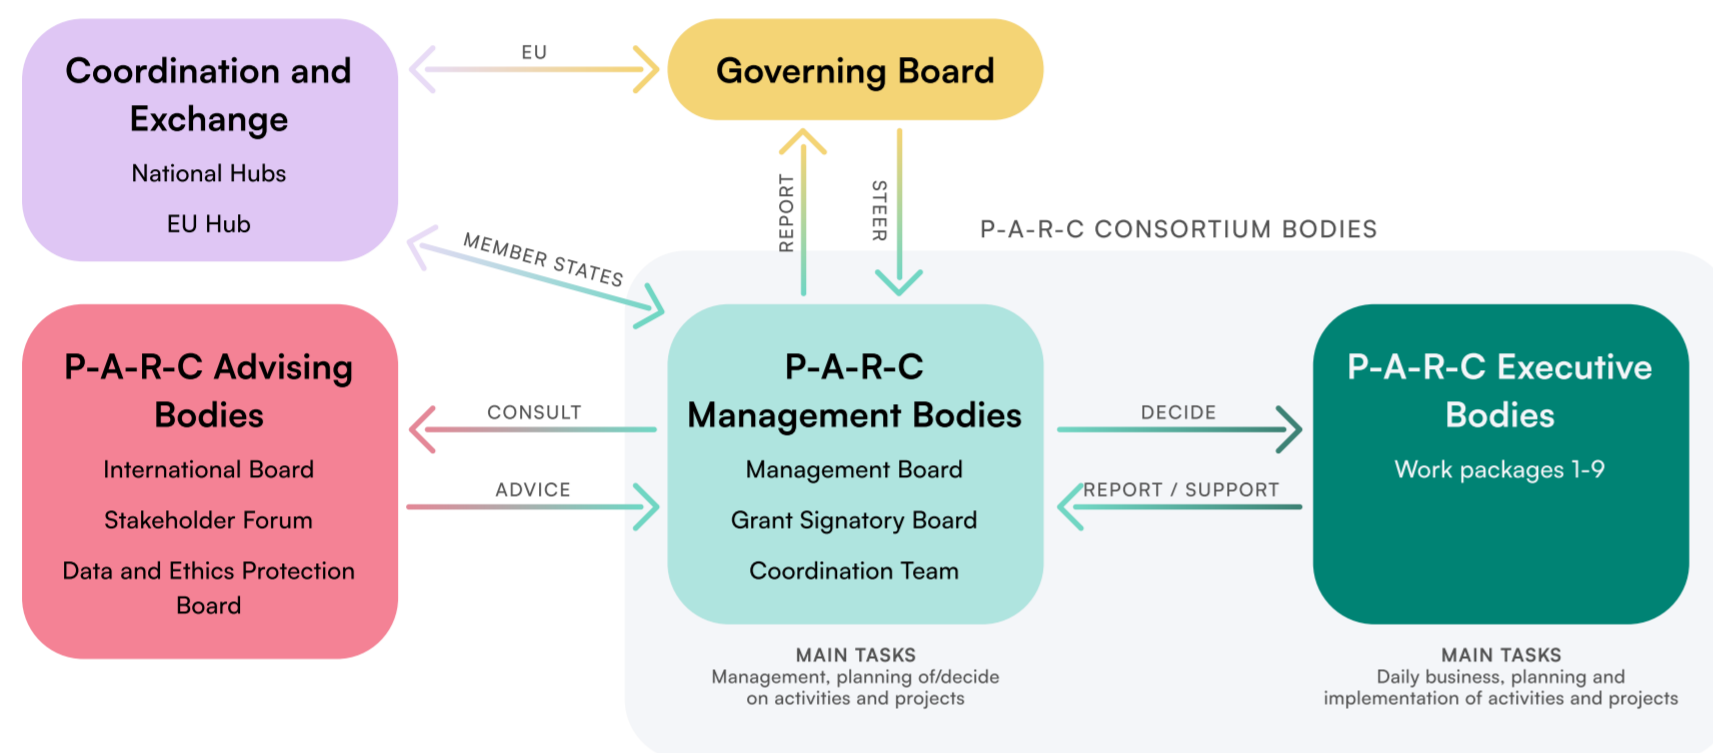 Coordination and
Exchange
National Hubs
EU Hub
EU
Governing Board
REPORT
STEER
MEMBER STATES
P-A-R-C CONSORTIUM BODIES
P-A-R-C Advising
Bodies
International Board
Stakeholder Forum
Data and Ethics Protection
Board
CONSULT
ADVICE
P-A-R-C
Management Bodies
Management Board
Grant Signatory Board
Coordination Team
MAIN TASKS
Management, planning of/decide
on activities and projects
DECIDE
REPORT / SUPPORT
P-A-R-C Executive
Bodies
Work packages 1-9
MAIN TASKS
Daily business, planning and
implementation of activities and projects